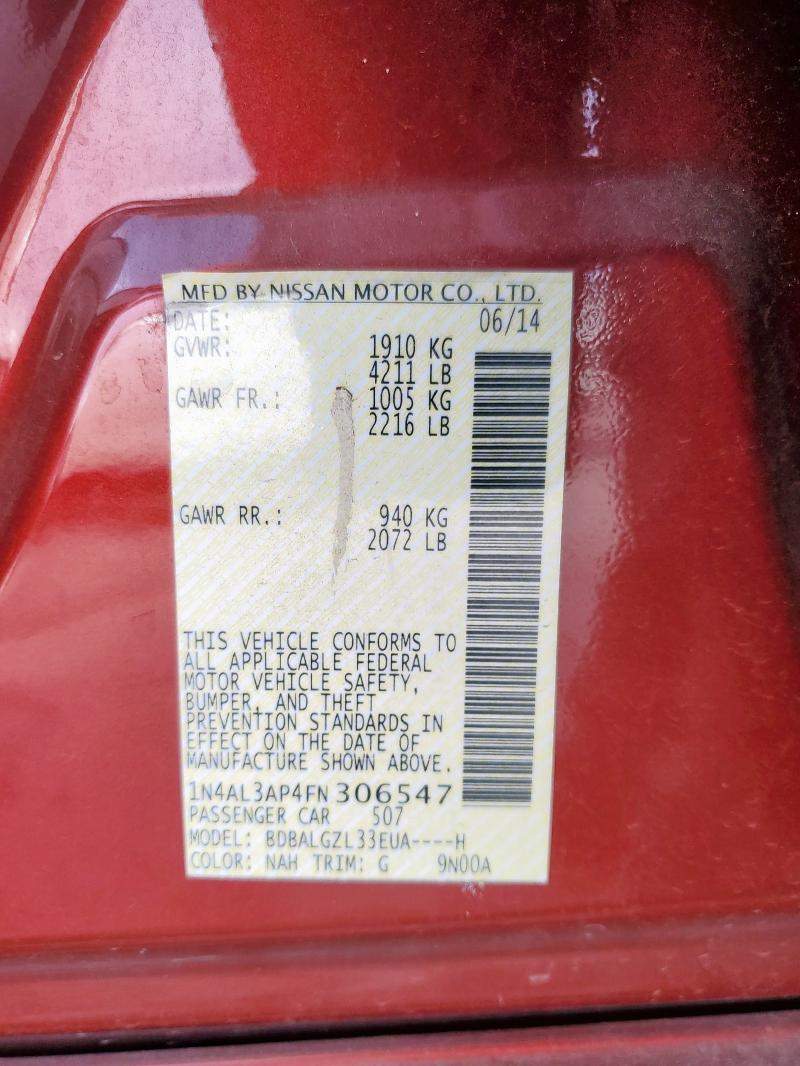 MFD BY NISSAN MOTOR CO., LTD.
DATE: 06/14
GVWR: 1910 KG
4211 LB
GAWR FR.: 1005 KG
2216 LB
GAWR RR.: 940 KG
2072 LB
THIS VEHICLE CONFORMS TO
ALL APPLICABLE FEDERAL
MOTOR VEHICLE SAFETY,
BUMPER, AND THEFT
PREVENTION STANDARDS IN
EFFECT ON THE DATE OF
MANUFACTURE SHOWN ABOVE.
1N4AL3AP4FN306547
PASSENGER CAR 507
MODEL: BDBALGZL33EUA----H
COLOR: NAH TRIM: G 9N00A